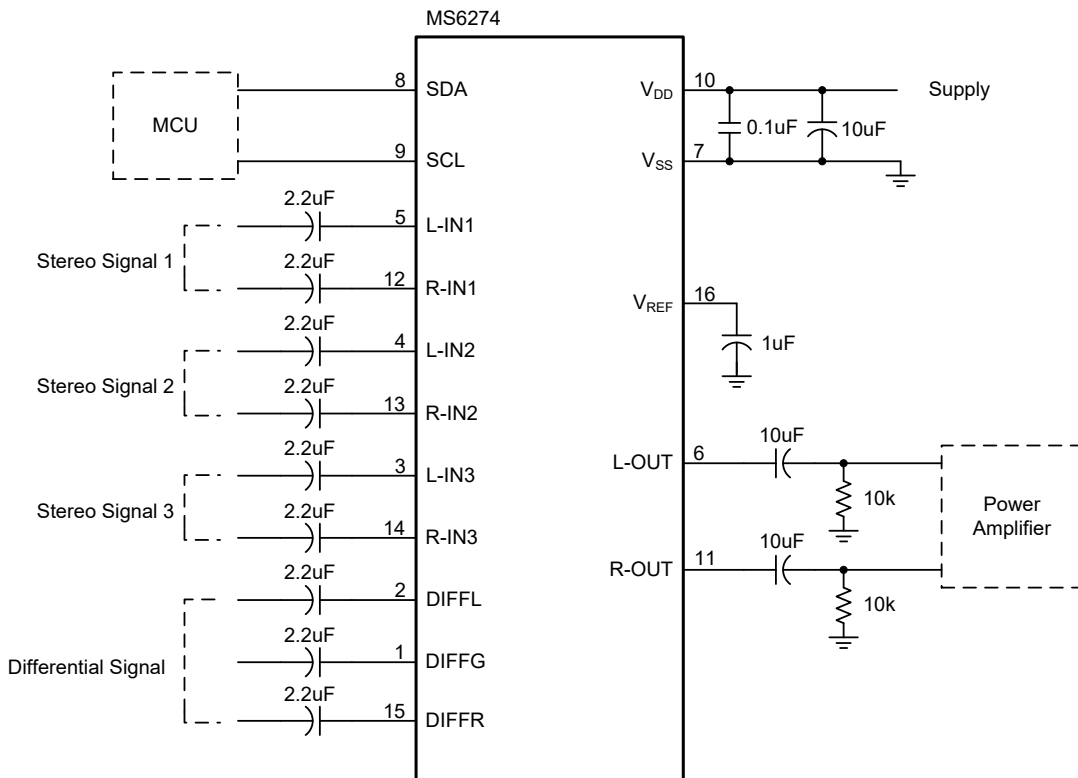 MS6274
MCU
8 SDA
9 SCL
2.2uF
5 L-IN1
Stereo Signal 1
2.2uF
12 R-IN1
2.2uF
4 L-IN2
Stereo Signal 2
2.2uF
13 R-IN2
2.2uF
3 L-IN3
Stereo Signal 3
2.2uF
14 R-IN3
2.2uF
2 DIFFL
2.2uF
1 DIFFG
Differential Signal
2.2uF
15 DIFFR
VDD 10
Supply
0.1uF
10uF
VSS 7
VREF 16
1uF
10uF
L-OUT 6
10k
Power
Amplifier
10uF
R-OUT 11
10k